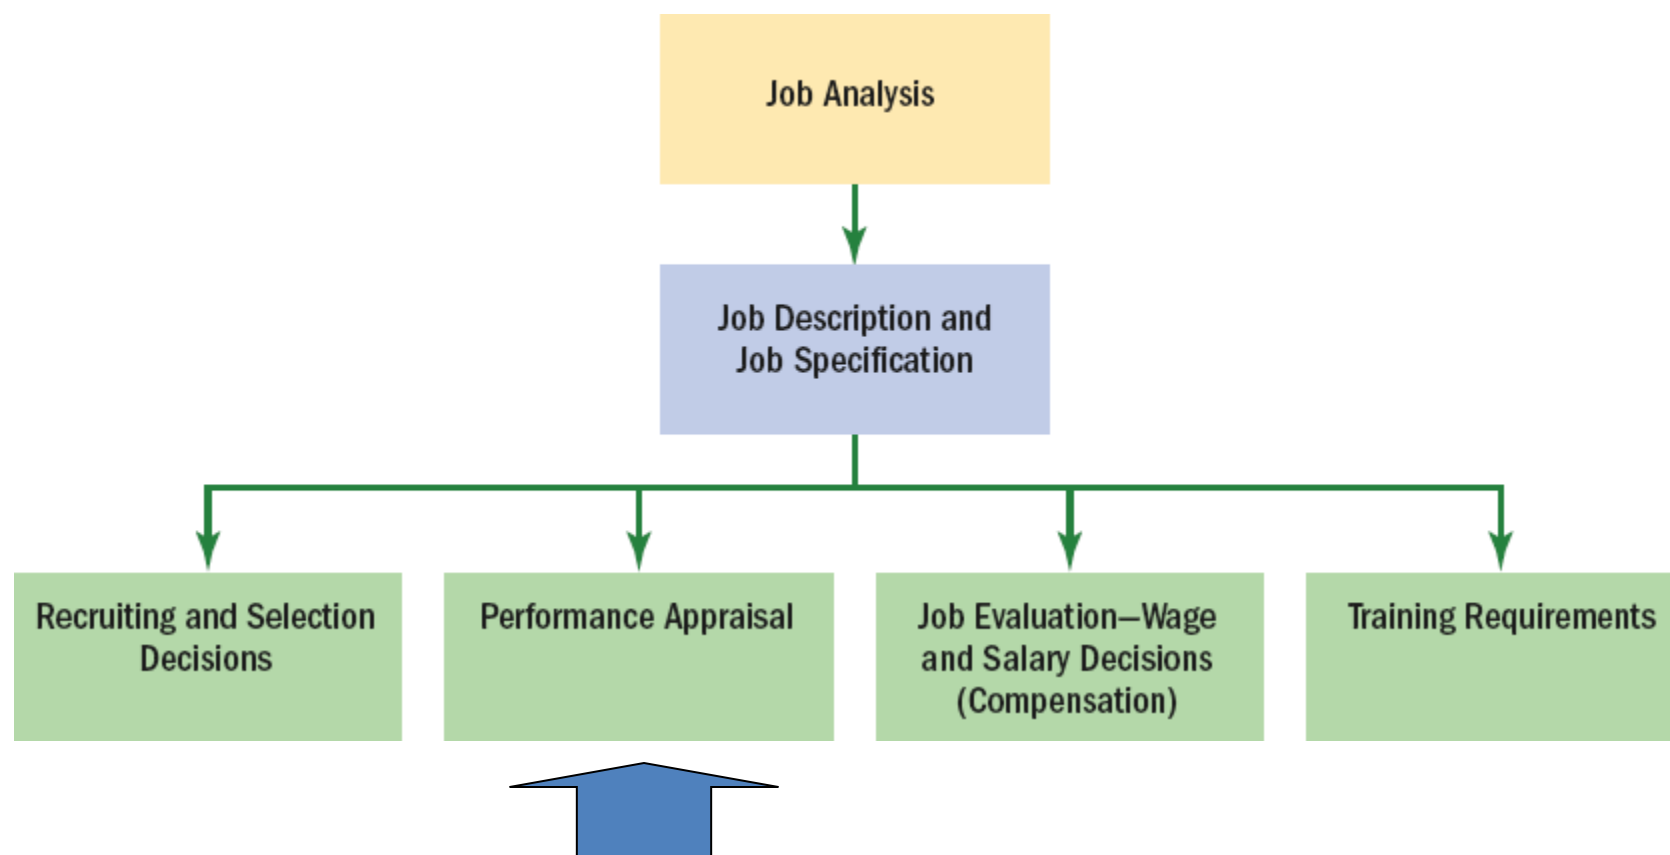 Job Analysis
Job Description and
Job Specification
Recruiting and Selection
Decisions
Performance Appraisal
Job Evaluation—Wage
and Salary Decisions
(Compensation)
Training Requirements